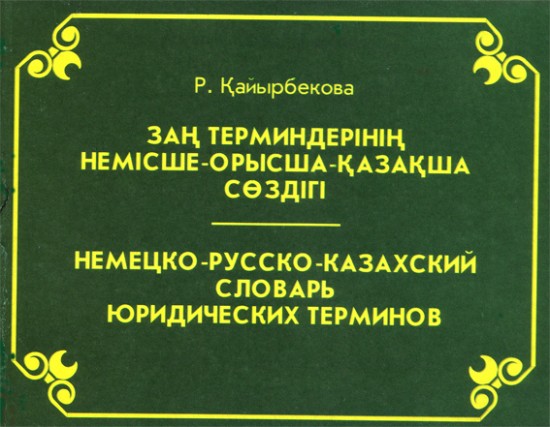 Р. Қайырбекова
ЗАҢ ТЕРМИНДЕРІНІҢ
НЕМІСШЕ-ОРЫСША-ҚАЗАҚША
СӨЗДІГІ
НЕМЕЦКО-РУССКО-КАЗАХСКИЙ
СЛОВАРЬ
ЮРИДИЧЕСКИХ ТЕРМИНОВ